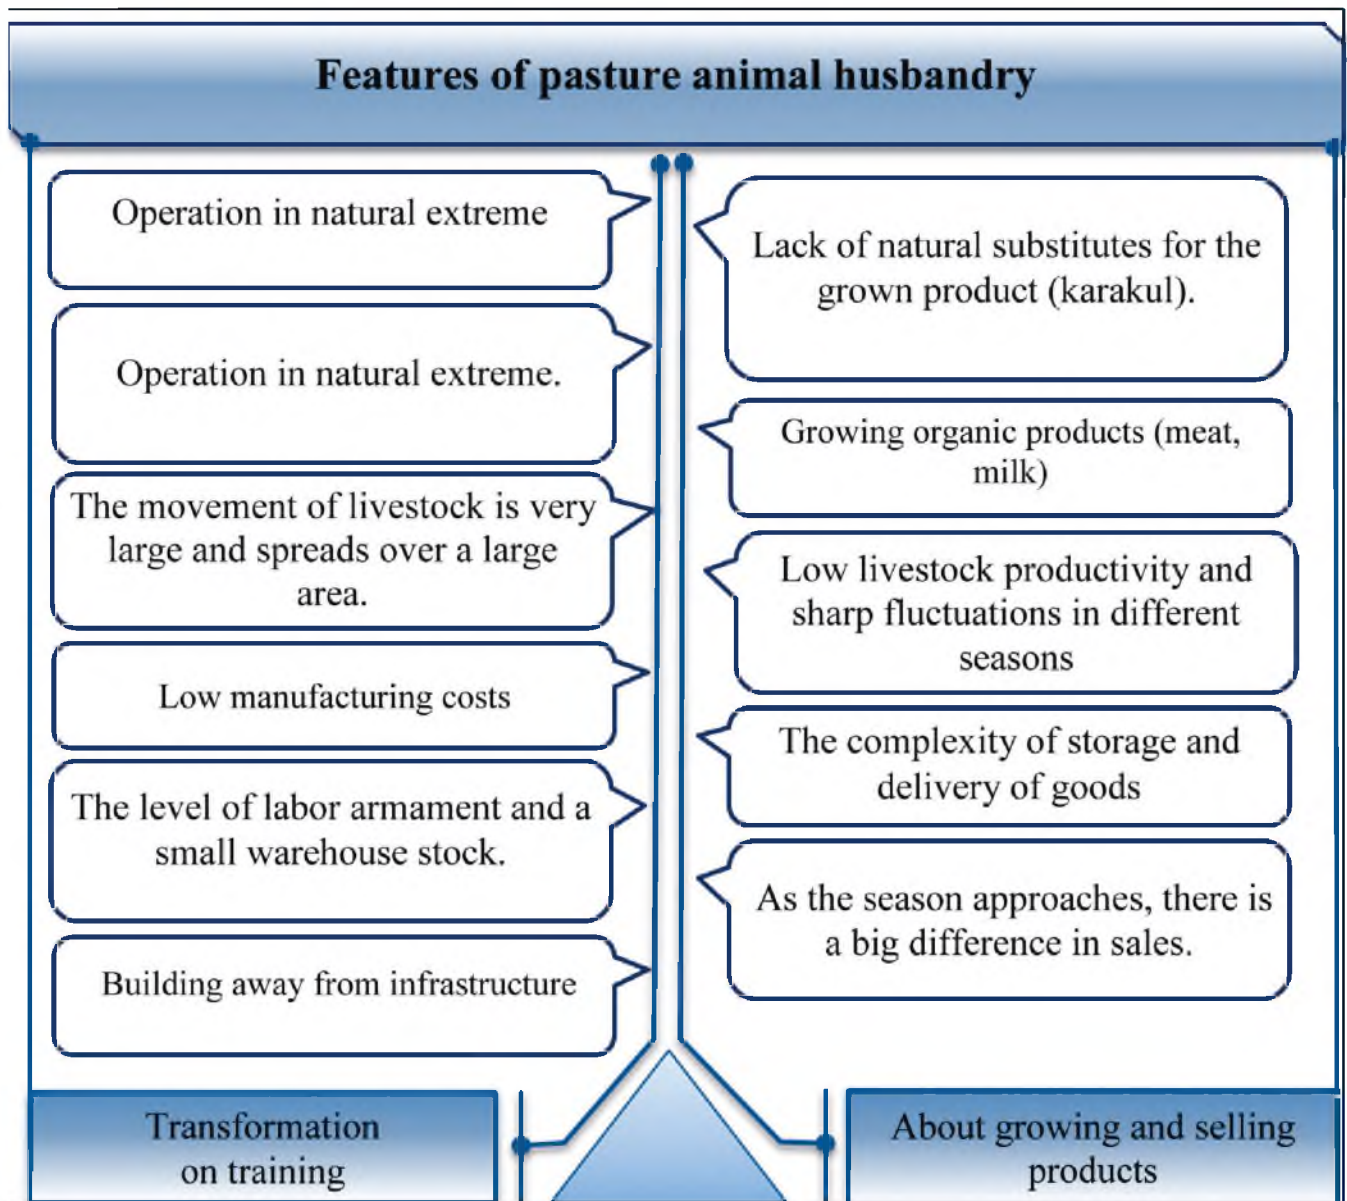 Features of pasture animal husbandry
Operation in natural extreme
Operation in natural extreme.
The movement of livestock is very
large and spreads over a large
area.
Low manufacturing costs
The level of labor armament and a
small warehouse stock.
Building away from infrastructure
Transformation
on training
Lack of natural substitutes for the
grown product (karakul).
Growing organic products (meat,
milk)
Low livestock productivity and
sharp fluctuations in different
seasons
The complexity of storage and
delivery of goods
As the season approaches, there is
a big difference in sales.
About growing and selling
products